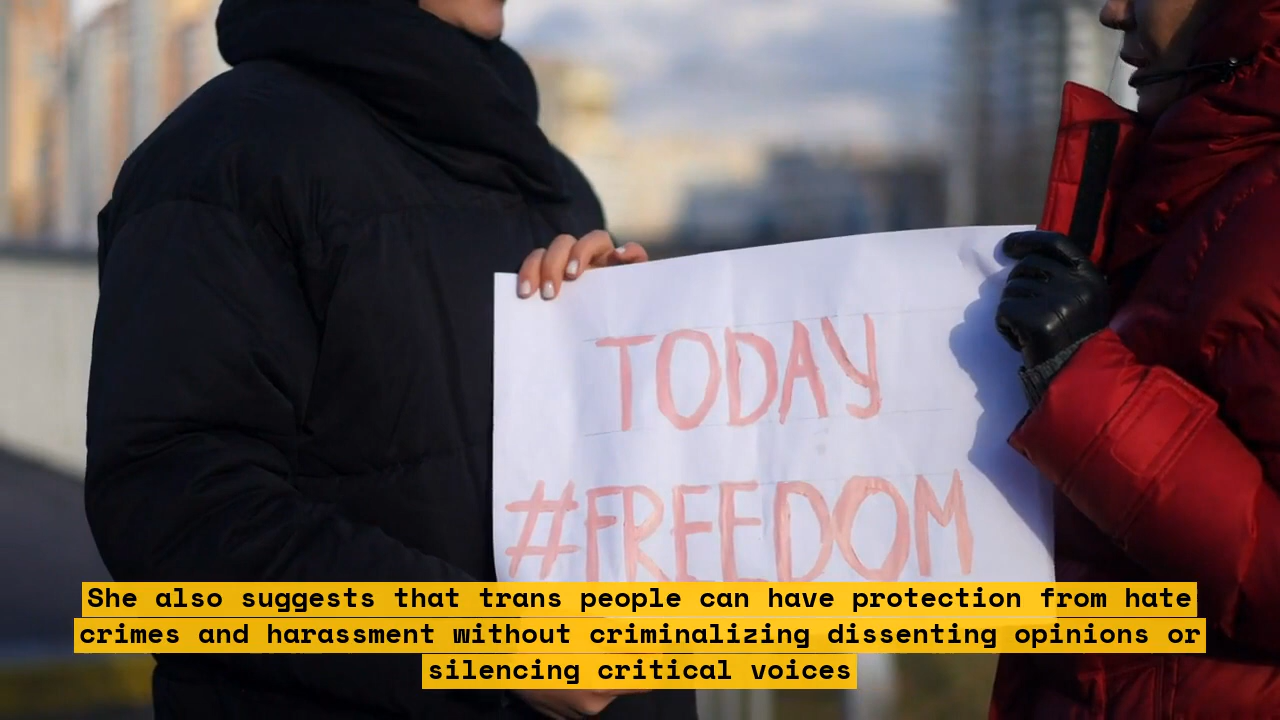 TODAY
#FREEDOM
She also suggests that trans people can have protection from hate
crimes and harassment without criminalizing dissenting opinions or
silencing critical voices